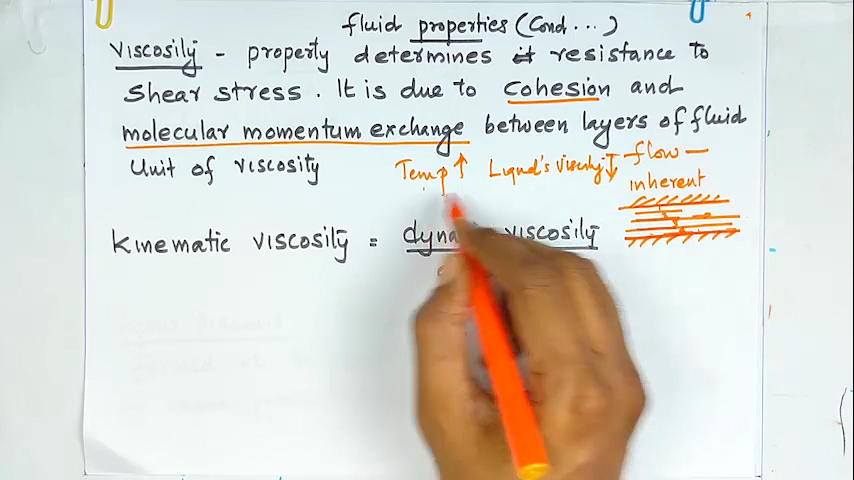 fluid properties (Cond...)
Viscosity - property determines it resistance to
Shear stress. It is due to cohesion and
molecular momentum exchange between layers of fluid
Unit of viscosity Temp ↑ Liquid's viscosity ↓ - flow -
inherent
Kinematic viscosity = viscosity